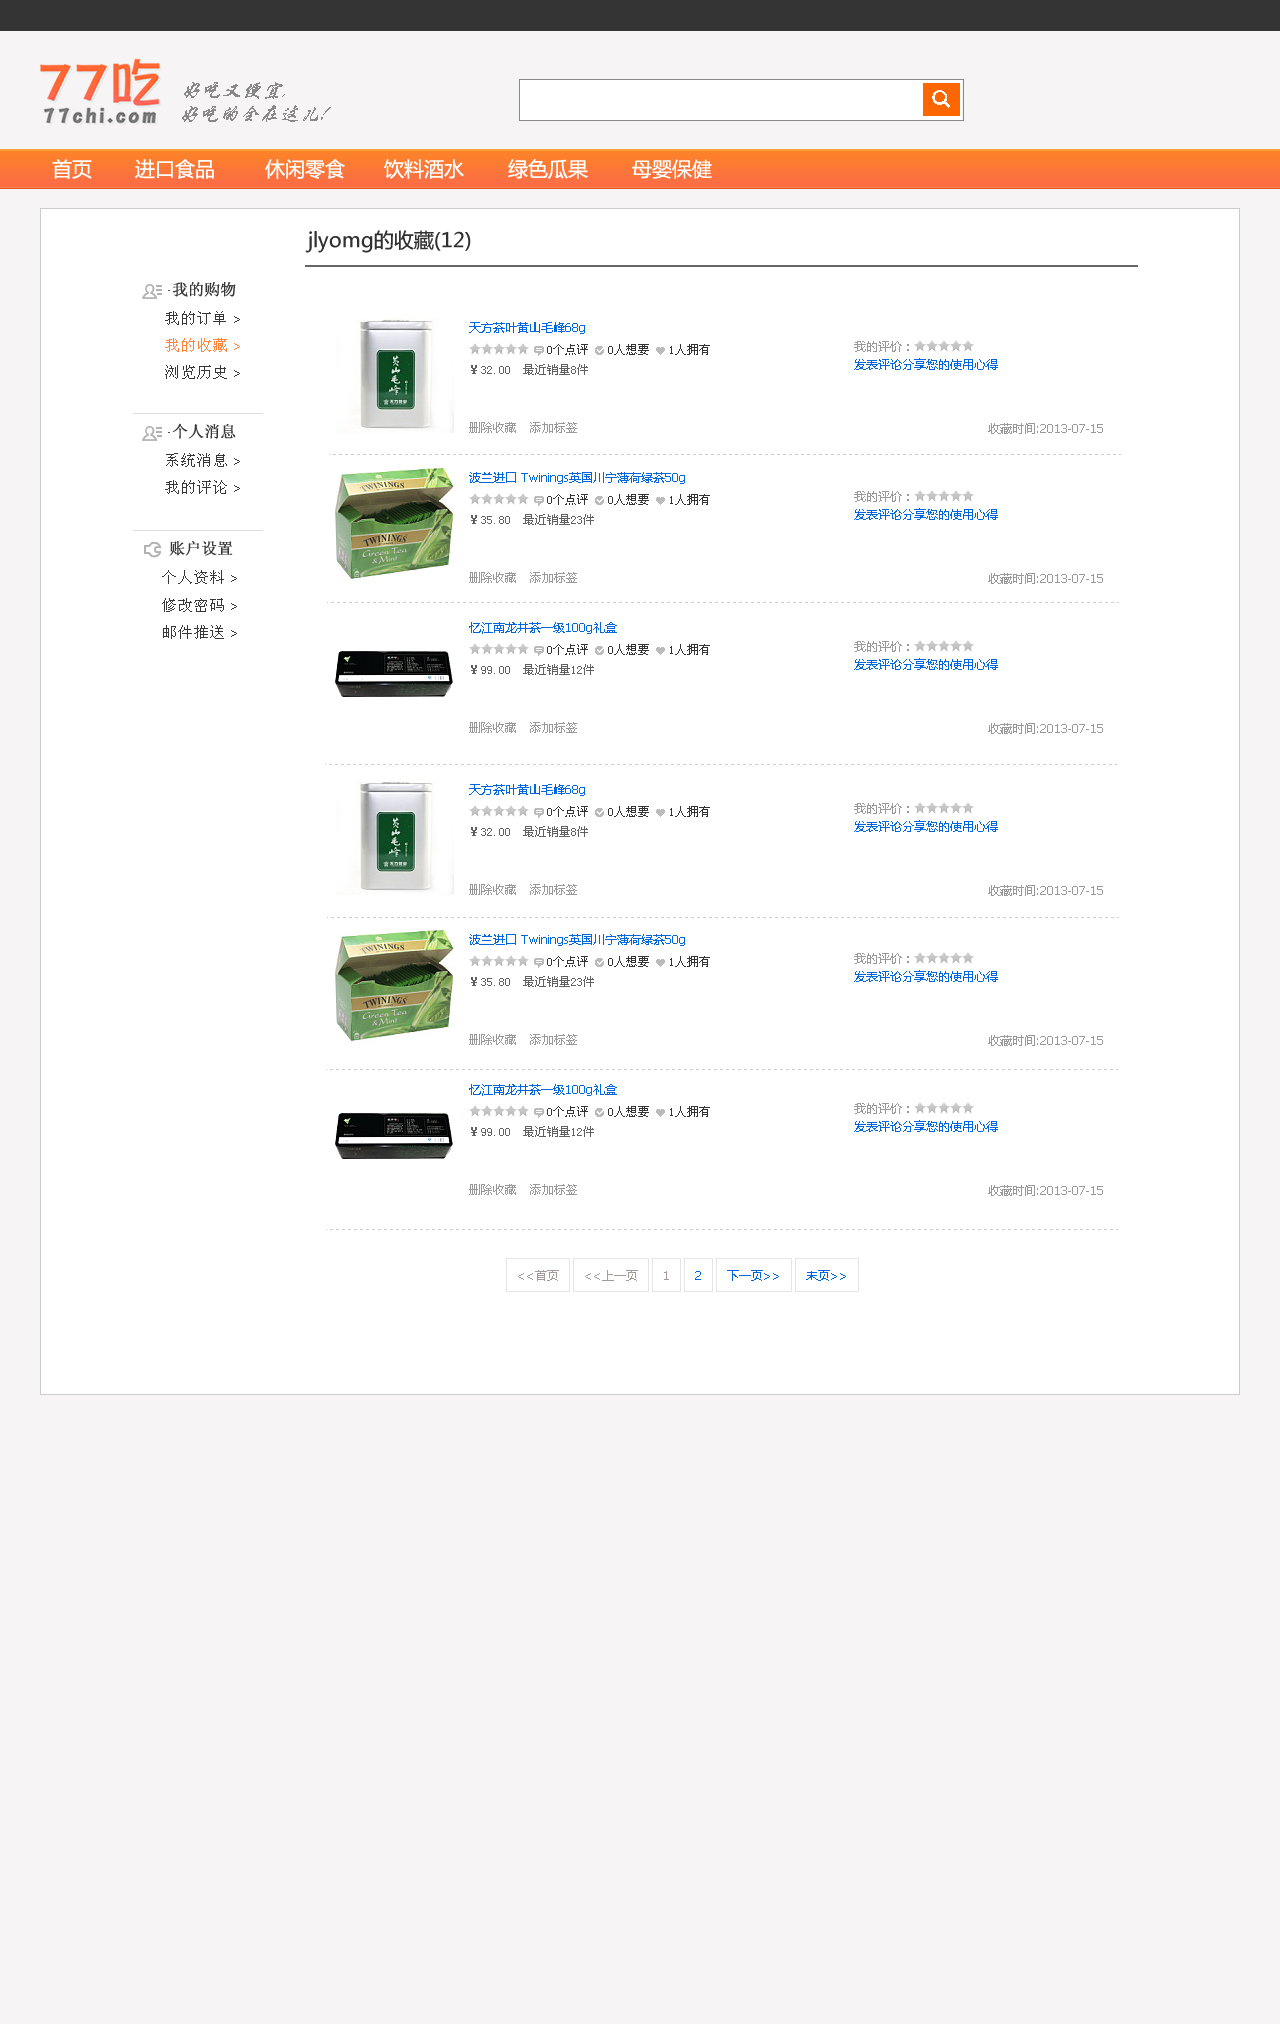 77吃
77chi.com
好吃又便宜,
好吃的全在这儿!
首页 进口食品 休闲零食 饮料酒水 绿色瓜果 母婴保健
jlyomg的收藏(12)
·我的购物
我的订单 >
我的收藏 >
浏览历史 >
·个人消息
系统消息 >
我的评论 >
账户设置
个人资料 >
修改密码 >
邮件推送 >
黄山毛峰
天方茶叶黄山毛峰68g
0个点评 0人想要 1人拥有
¥32.00 最近销量8件
我的评价：
发表评论分享您的使用心得
删除收藏 添加标签
收藏时间:2013-07-15
TWININGS
TWININGS
Green Tea
& Mint
波兰进口 Twinings英国川宁薄荷绿茶50g
0个点评 0人想要 1人拥有
¥35.80 最近销量23件
我的评价：
发表评论分享您的使用心得
删除收藏 添加标签
收藏时间:2013-07-15
忆江南龙井茶一级100g礼盒
0个点评 0人想要 1人拥有
¥99.00 最近销量12件
我的评价：
发表评论分享您的使用心得
删除收藏 添加标签
收藏时间:2013-07-15
黄山毛峰
天方茶叶黄山毛峰68g
0个点评 0人想要 1人拥有
¥32.00 最近销量8件
我的评价：
发表评论分享您的使用心得
删除收藏 添加标签
收藏时间:2013-07-15
TWININGS
TWININGS
Green Tea
& Mint
波兰进口 Twinings英国川宁薄荷绿茶50g
0个点评 0人想要 1人拥有
¥35.80 最近销量23件
我的评价：
发表评论分享您的使用心得
删除收藏 添加标签
收藏时间:2013-07-15
忆江南龙井茶一级100g礼盒
0个点评 0人想要 1人拥有
¥99.00 最近销量12件
我的评价：
发表评论分享您的使用心得
删除收藏 添加标签
收藏时间:2013-07-15
<<首页 <<上一页 1 2 下一页>> 末页>>